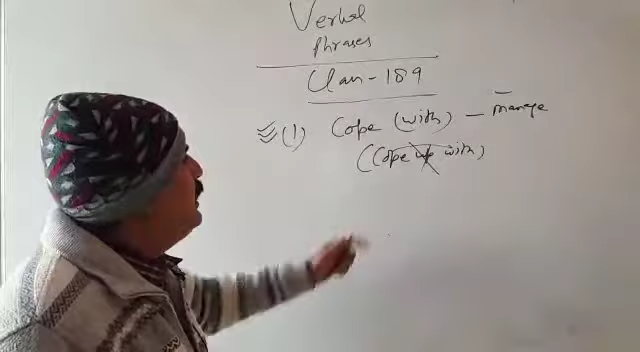 Verbal
Phrases
Class - 189
(1) Cope (with) - manage
(Cope up with)